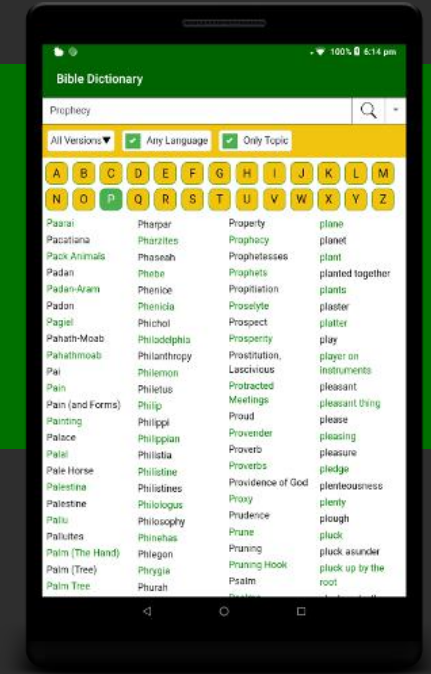 100% 6:14 pm
Bible Dictionary
Prophecy
All Versions▼ Any Language Only Topic
A B C D E F G H I J K L M
N O P Q R S T U V W X Y Z
Paarai
Pacatiana
Pack Animals
Padan
Padan-Aram
Padon
Pagiel
Pahath-Moab
Pahathmoab
Pai
Pain
Pain (and Forms)
Painting
Palace
Palal
Pale Horse
Palestina
Palestine
Pallu
Palluites
Palm (The Hand)
Palm (Tree)
Palm Tree
Pharpar
Pharzites
Phaseah
Phebe
Phenice
Phenicia
Phichol
Philadelphia
Philanthropy
Philemon
Philetus
Philip
Philippi
Philippian
Philistia
Philistine
Philistines
Philologus
Philosophy
Phinehas
Phlegon
Phrygia
Phurah
Property
Prophecy
Prophetesses
Prophets
Propitiation
Proselyte
Prospect
Prosperity
Prostitution,
Lascivious
Protracted
Meetings
Proud
Provender
Proverb
Proverbs
Providence of God
Proxy
Prudence
Prune
Pruning
Pruning Hook
Psalm
plane
planet
plant
planted together
plants
plaster
platter
play
player on
instruments
pleasant
pleasant thing
please
pleasing
pleasure
pledge
plenteousness
plenty
plough
pluck
pluck asunder
pluck up by the
root